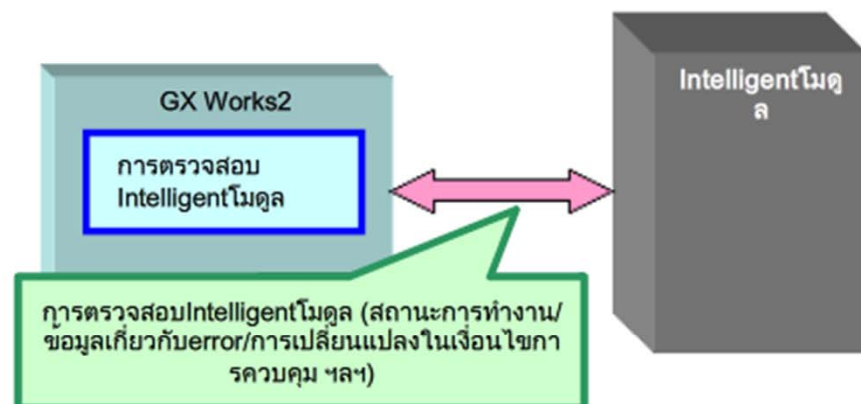 GX Works2
การตรวจสอบ
Intelligentโมดูล
Intelligentโมดู
ล
การตรวจสอบIntelligentโมดูล (สถานะการทำงาน/
ข้อมูลเกี่ยวกับerror/การเปลี่ยนแปลงในเงื่อนไขกา
รควบคุม ฯลฯ)